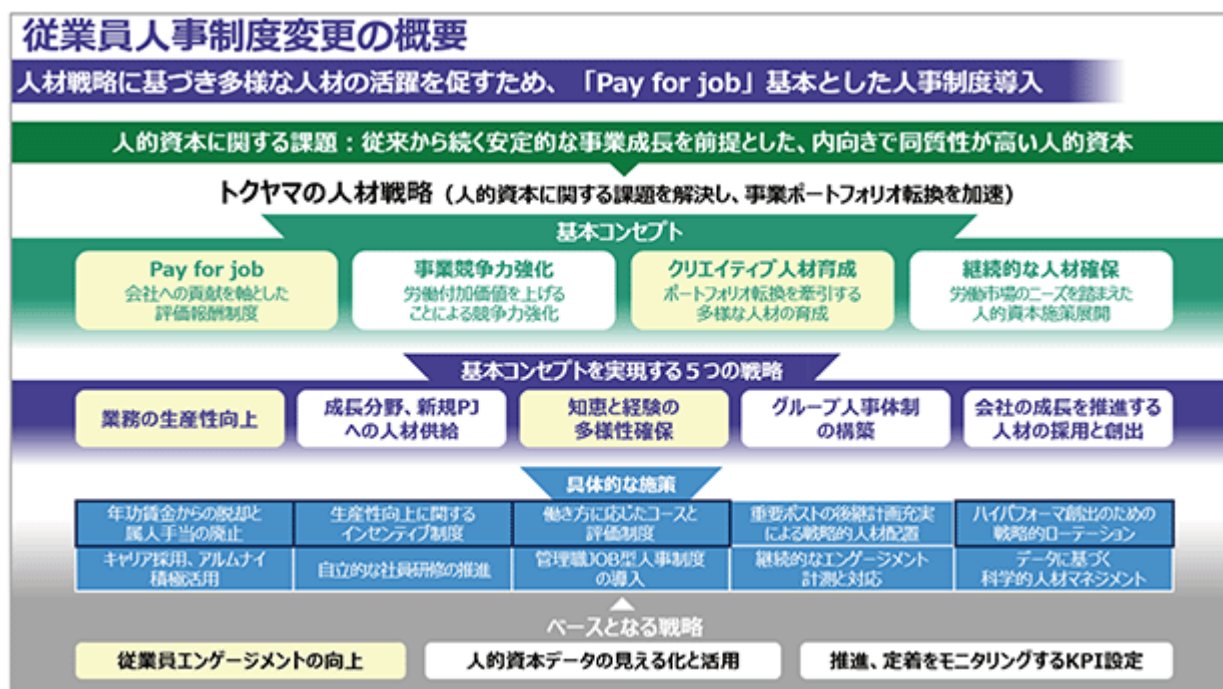 従業員人事制度変更の概要
人材戦略に基づき多様な人材の活躍を促すため、「Pay for job」基本とした人事制度導入
人的資本に関する課題：従来から続く安定的な事業成長を前提とした、内向きで同質性が高い人的資本
トクヤマの人材戦略（人的資本に関する課題を解決し、事業ポートフォリオ転換を加速）
基本コンセプト
Pay for job
会社への貢献を軸とした
評価報酬制度
事業競争力強化
労働付加価値を上げる
ことによる競争力強化
クリエイティブ人材育成
ポートフォリオ転換を牽引する
多様な人材の育成
継続的な人材確保
労働市場のニーズを踏まえた
人的資本施策展開
基本コンセプトを実現する５つの戦略
業務の生産性向上
成長分野、新規PJ
への人材供給
知恵と経験の
多様性確保
グループ人事体制
の構築
会社の成長を推進する
人材の採用と創出
具体的な施策
年功賃金からの脱却と
属人手当の廃止
生産性向上に関する
インセンティブ制度
働き方に応じたコースと
評価制度
重要ポストの後継計画充実
による戦略的人材配置
ハイパフォーマ創出のための
戦略的ローテーション
キャリア採用、アルムナイ
積極活用
自立的な社員研修の推進
管理職JOB型人事制度
の導入
継続的なエンゲージメント
計測と対応
データに基づく
科学的人材マネジメント
ベースとなる戦略
従業員エンゲージメントの向上
人的資本データの見える化と活用
推進、定着をモニタリングするKPI設定